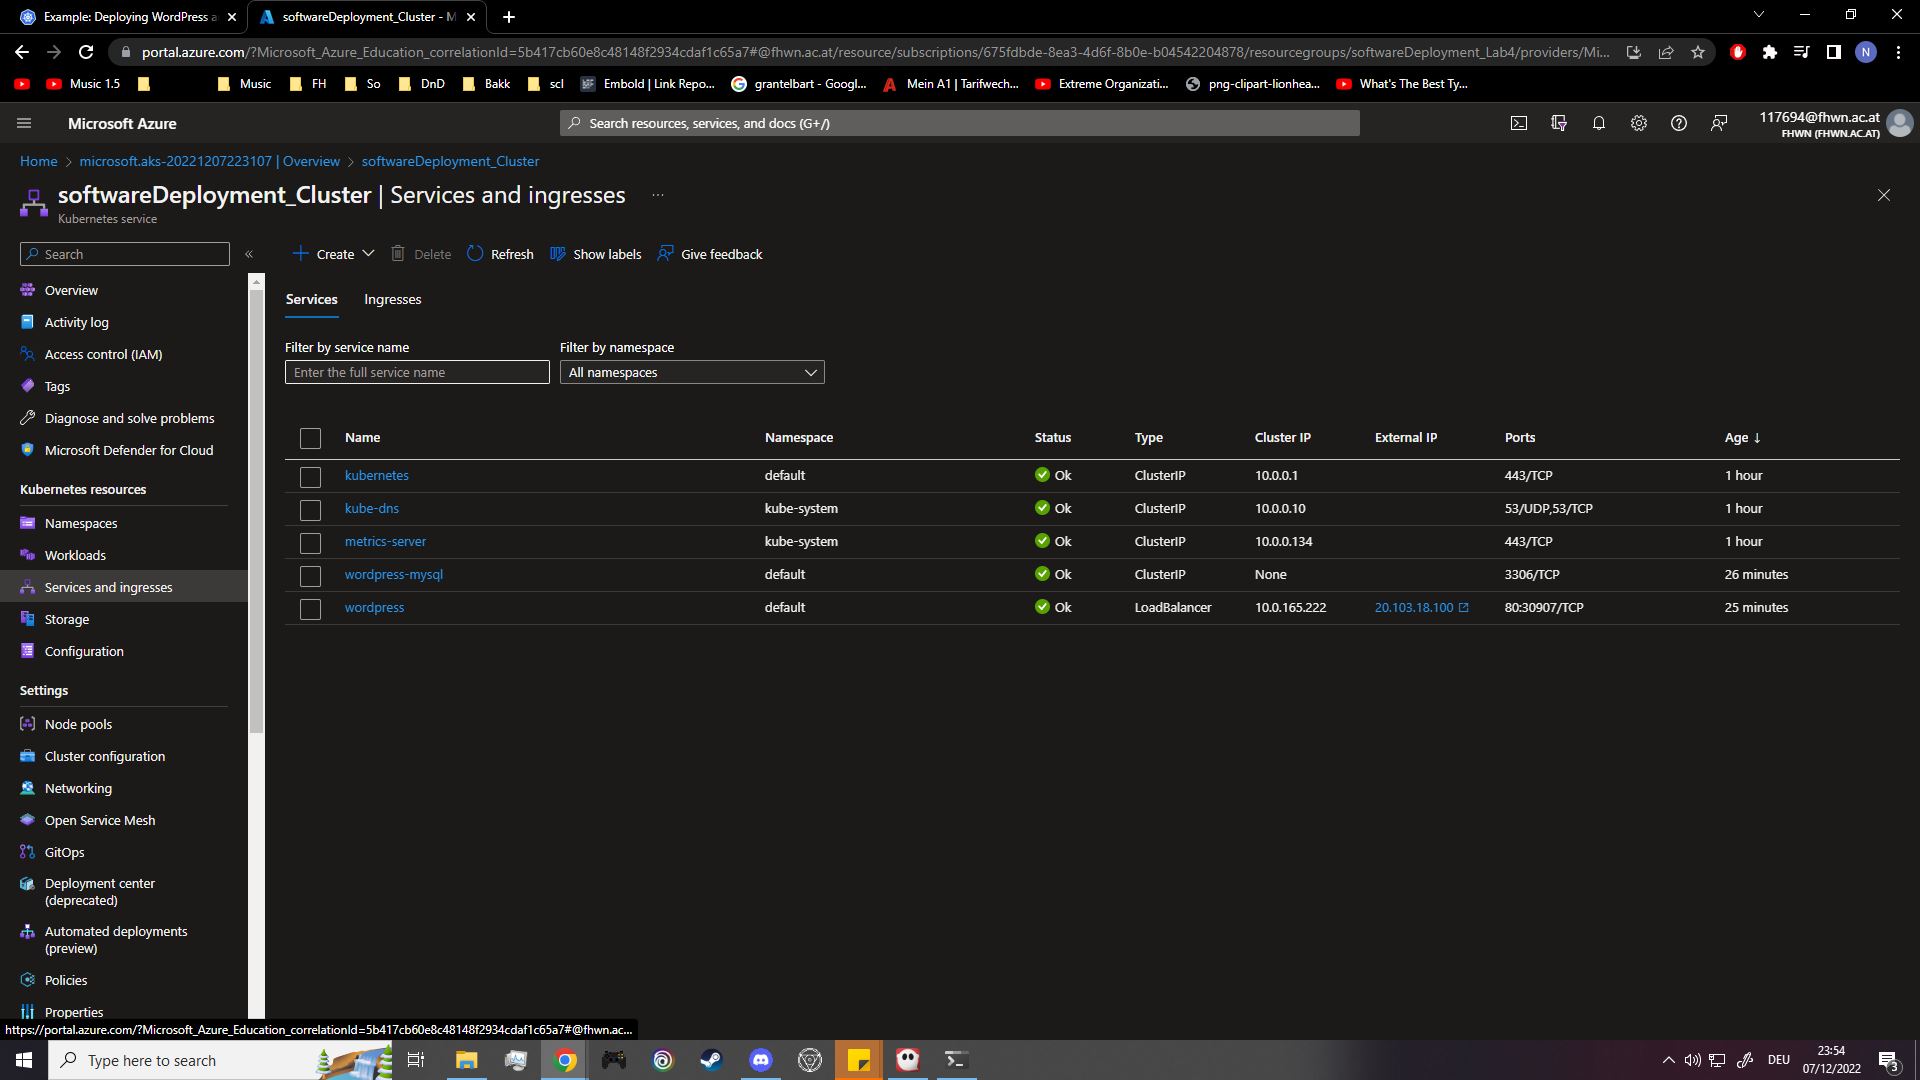 Example: Deploying WordPress a
softwareDeployment_Cluster - M
portal.azure.com/?Microsoft_Azure_Education_correlationId=5b417cb60e8c48148f2934cdaf1c65a7#@fhwn.ac.at/resource/subscriptions/675fdbde-8ea3-4d6f-8b0e-b04542204878/resourcegroups/softwareDeployment_Lab4/providers/Mi...
N
Music 1.5
Music
FH
So
DnD
Bakk
scl
Embold | Link Repo...
grantelbart - Googl...
Mein A1 | Tarifwech...
Extreme Organizati...
png-clipart-lionhea...
What's The Best Ty...
Microsoft Azure
Search resources, services, and docs (G+/)
117694@fhwn.ac.at
FHWN (FHWN.AC.AT)
Home > microsoft.aks-20221207223107 | Overview > softwareDeployment_Cluster
softwareDeployment_Cluster | Services and ingresses ...
Kubernetes service
Search
«
Create
Delete
Refresh
Show labels
Give feedback
Overview
Activity log
Access control (IAM)
Tags
Diagnose and solve problems
Microsoft Defender for Cloud
Kubernetes resources
Namespaces
Workloads
Services and ingresses
Storage
Configuration
Settings
Node pools
Cluster configuration
Networking
Open Service Mesh
GitOps
Deployment center
(deprecated)
Automated deployments
(preview)
Policies
Properties
Services
Ingresses
Filter by service name
Filter by namespace
Enter the full service name
All namespaces
Name Namespace Status Type Cluster IP External IP Ports Age ↓
kubernetes default Ok ClusterIP 10.0.0.1 443/TCP 1 hour
kube-dns kube-system Ok ClusterIP 10.0.0.10 53/UDP,53/TCP 1 hour
metrics-server kube-system Ok ClusterIP 10.0.0.134 443/TCP 1 hour
wordpress-mysql default Ok ClusterIP None 3306/TCP 26 minutes
wordpress default Ok LoadBalancer 10.0.165.222 20.103.18.100 80:30907/TCP 25 minutes
https://portal.azure.com/?Microsoft_Azure_Education_correlationId=5b417cb60e8c48148f2934cdaf1c65a7#@fhwn.ac...
Type here to search
DEU
23:54
07/12/2022
3